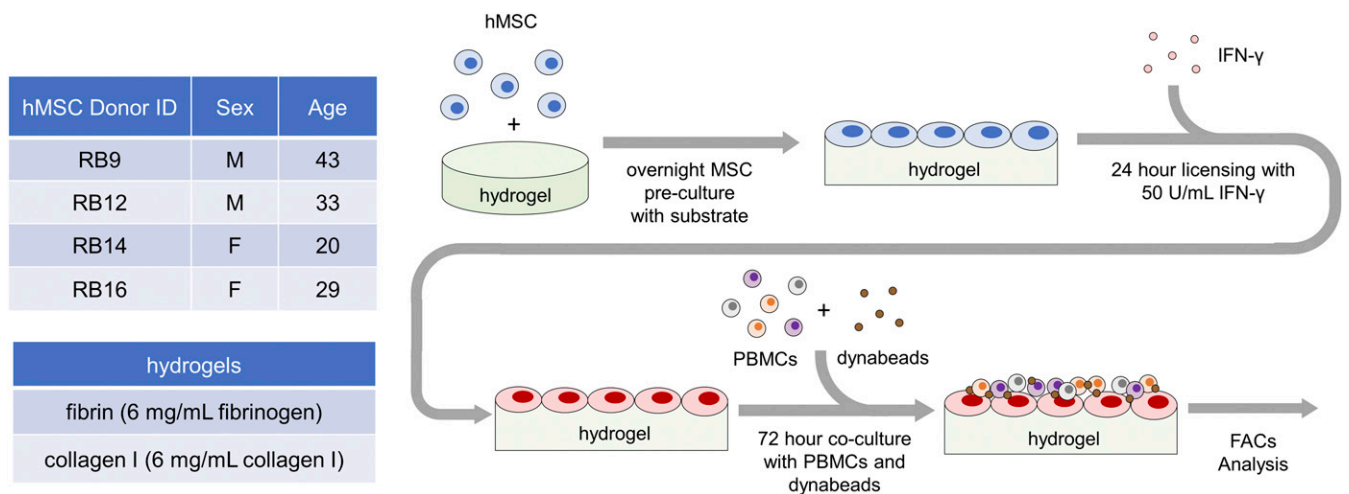 hMSC Donor ID Sex Age
RB9 M 43
RB12 M 33
RB14 F 20
RB16 F 29
hydrogels
fibrin (6 mg/mL fibrinogen)
collagen I (6 mg/mL collagen I)
hMSC
+
hydrogel
overnight MSC
pre-culture
with substrate
hydrogel
IFN-γ
24 hour licensing with
50 U/mL IFN-γ
hydrogel
PBMCs
+
dynabeads
72 hour co-culture
with PBMCs and
dynabeads
hydrogel
FACs
Analysis